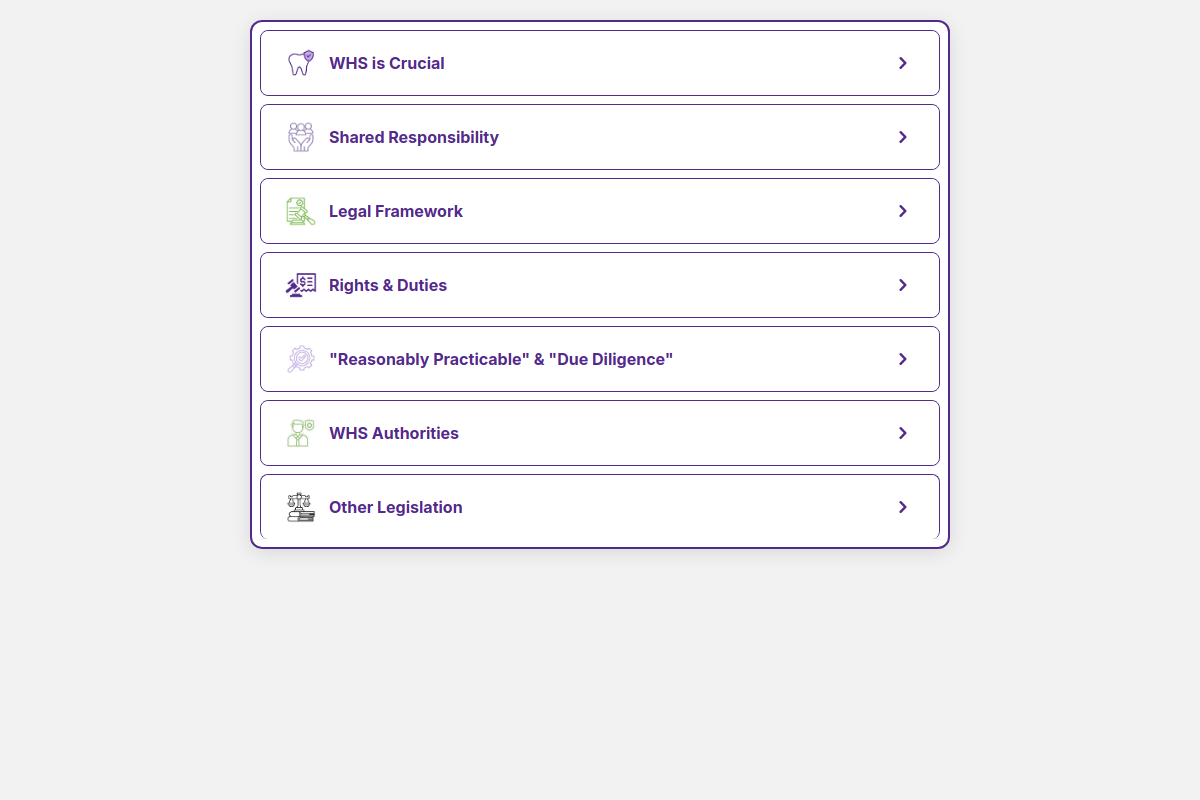 WHS is Crucial
Shared Responsibility
Legal Framework
Rights & Duties
"Reasonably Practicable" & "Due Diligence"
WHS Authorities
Other Legislation